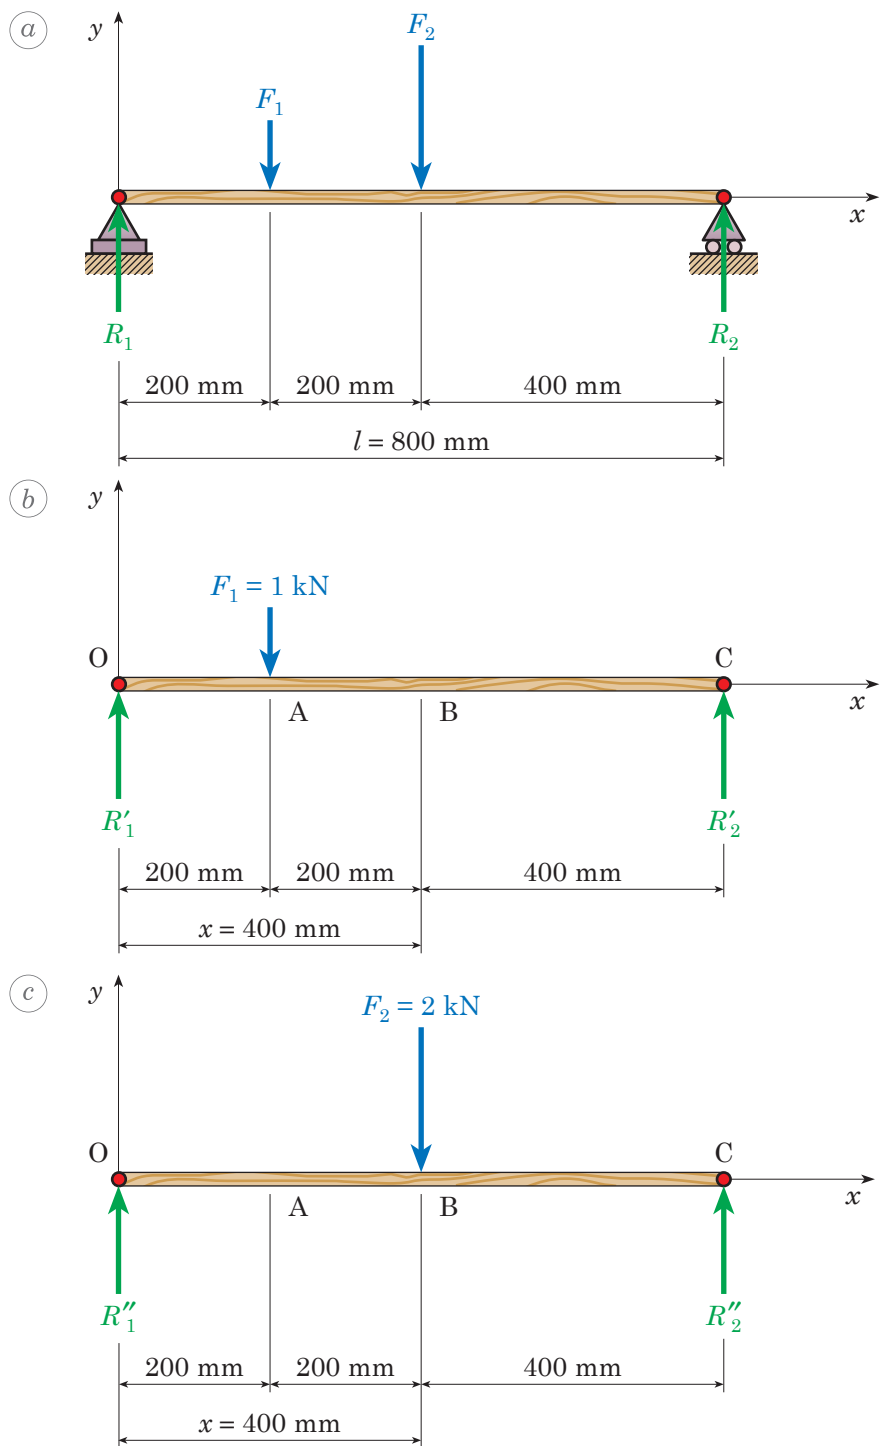 a
y
F2
F1
x
R1
R2
200 mm 200 mm 400 mm
l = 800 mm
b
y
F1 = 1 kN
O C
x
A B
R′1 R′2
200 mm 200 mm 400 mm
x = 400 mm
c
y
F2 = 2 kN
O C
x
A B
R″1 R″2
200 mm 200 mm 400 mm
x = 400 mm